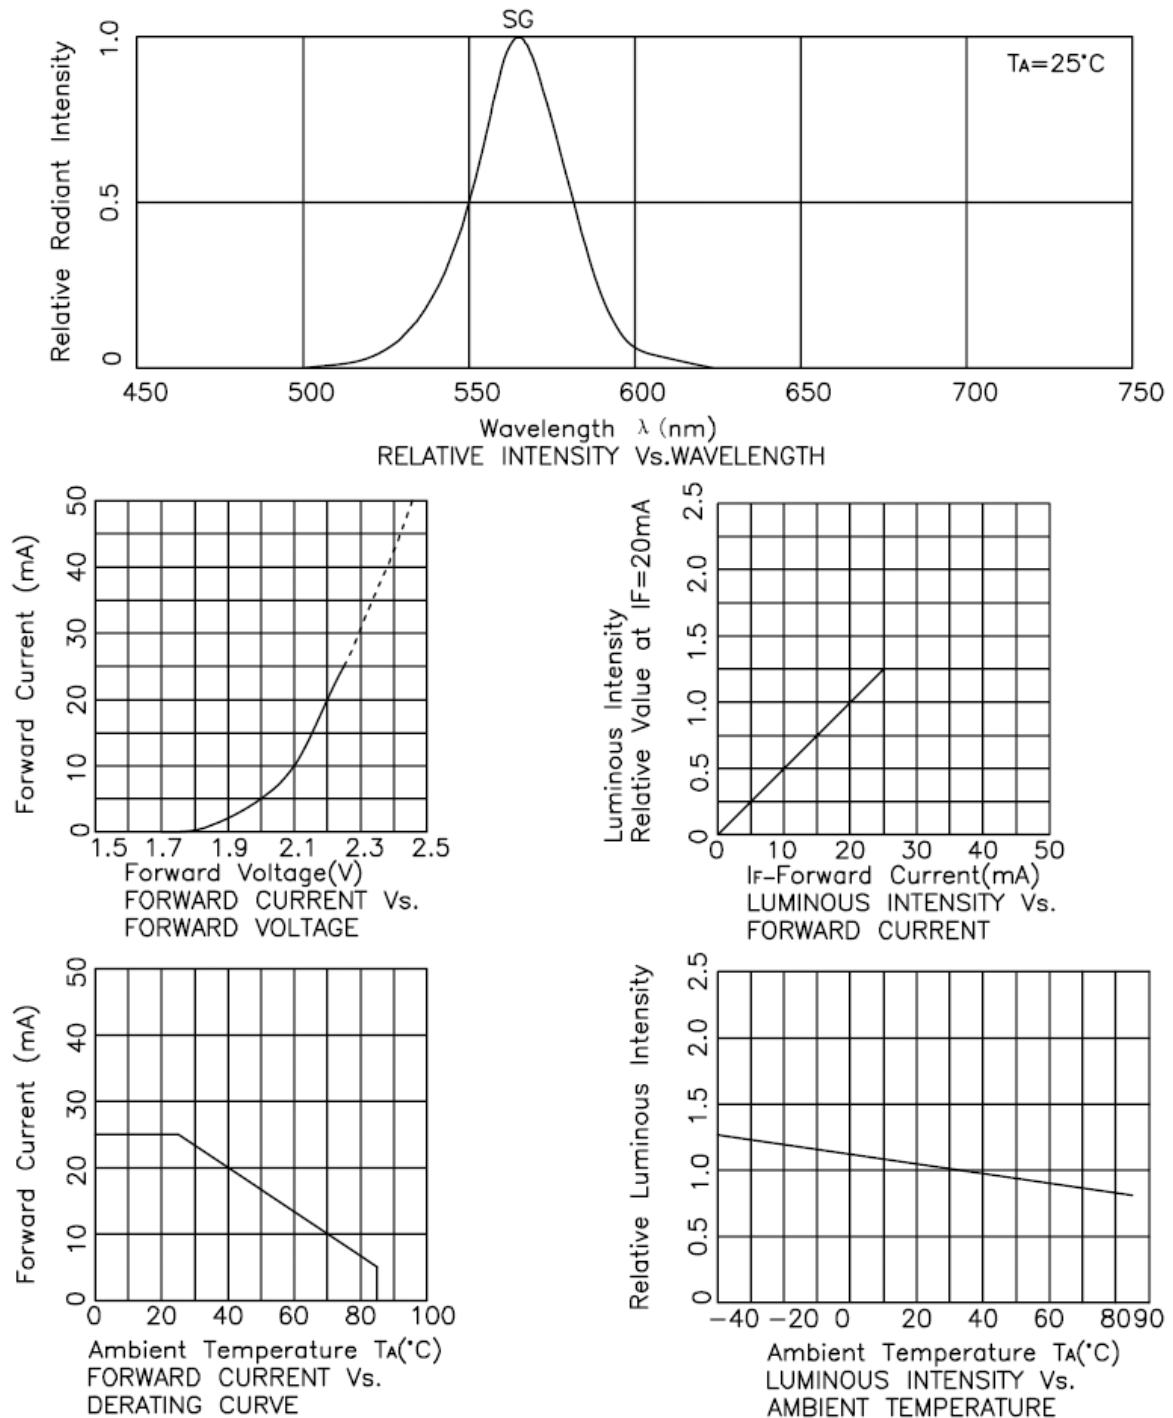 SG
TA=25°C
Relative Radiant Intensity
1.0
0.5
0
450 500 550 600 650 700 750
Wavelength λ (nm)
RELATIVE INTENSITY Vs.WAVELENGTH
Forward Current (mA)
50
40
30
20
10
0
1.5 1.7 1.9 2.1 2.3 2.5
Forward Voltage(V)
FORWARD CURRENT Vs.
FORWARD VOLTAGE
Luminous Intensity
Relative Value at IF=20mA
2.5
2.0
1.5
1.0
0.5
0
0 10 20 30 40 50
IF-Forward Current(mA)
LUMINOUS INTENSITY Vs.
FORWARD CURRENT
Forward Current (mA)
50
40
30
20
10
0
0 20 40 60 80 100
Ambient Temperature TA(°C)
FORWARD CURRENT Vs.
DERATING CURVE
Relative Luminous Intensity
2.5
2.0
1.5
1.0
0.5
0
-40 -20 0 20 40 60 80 90
Ambient Temperature TA(°C)
LUMINOUS INTENSITY Vs.
AMBIENT TEMPERATURE